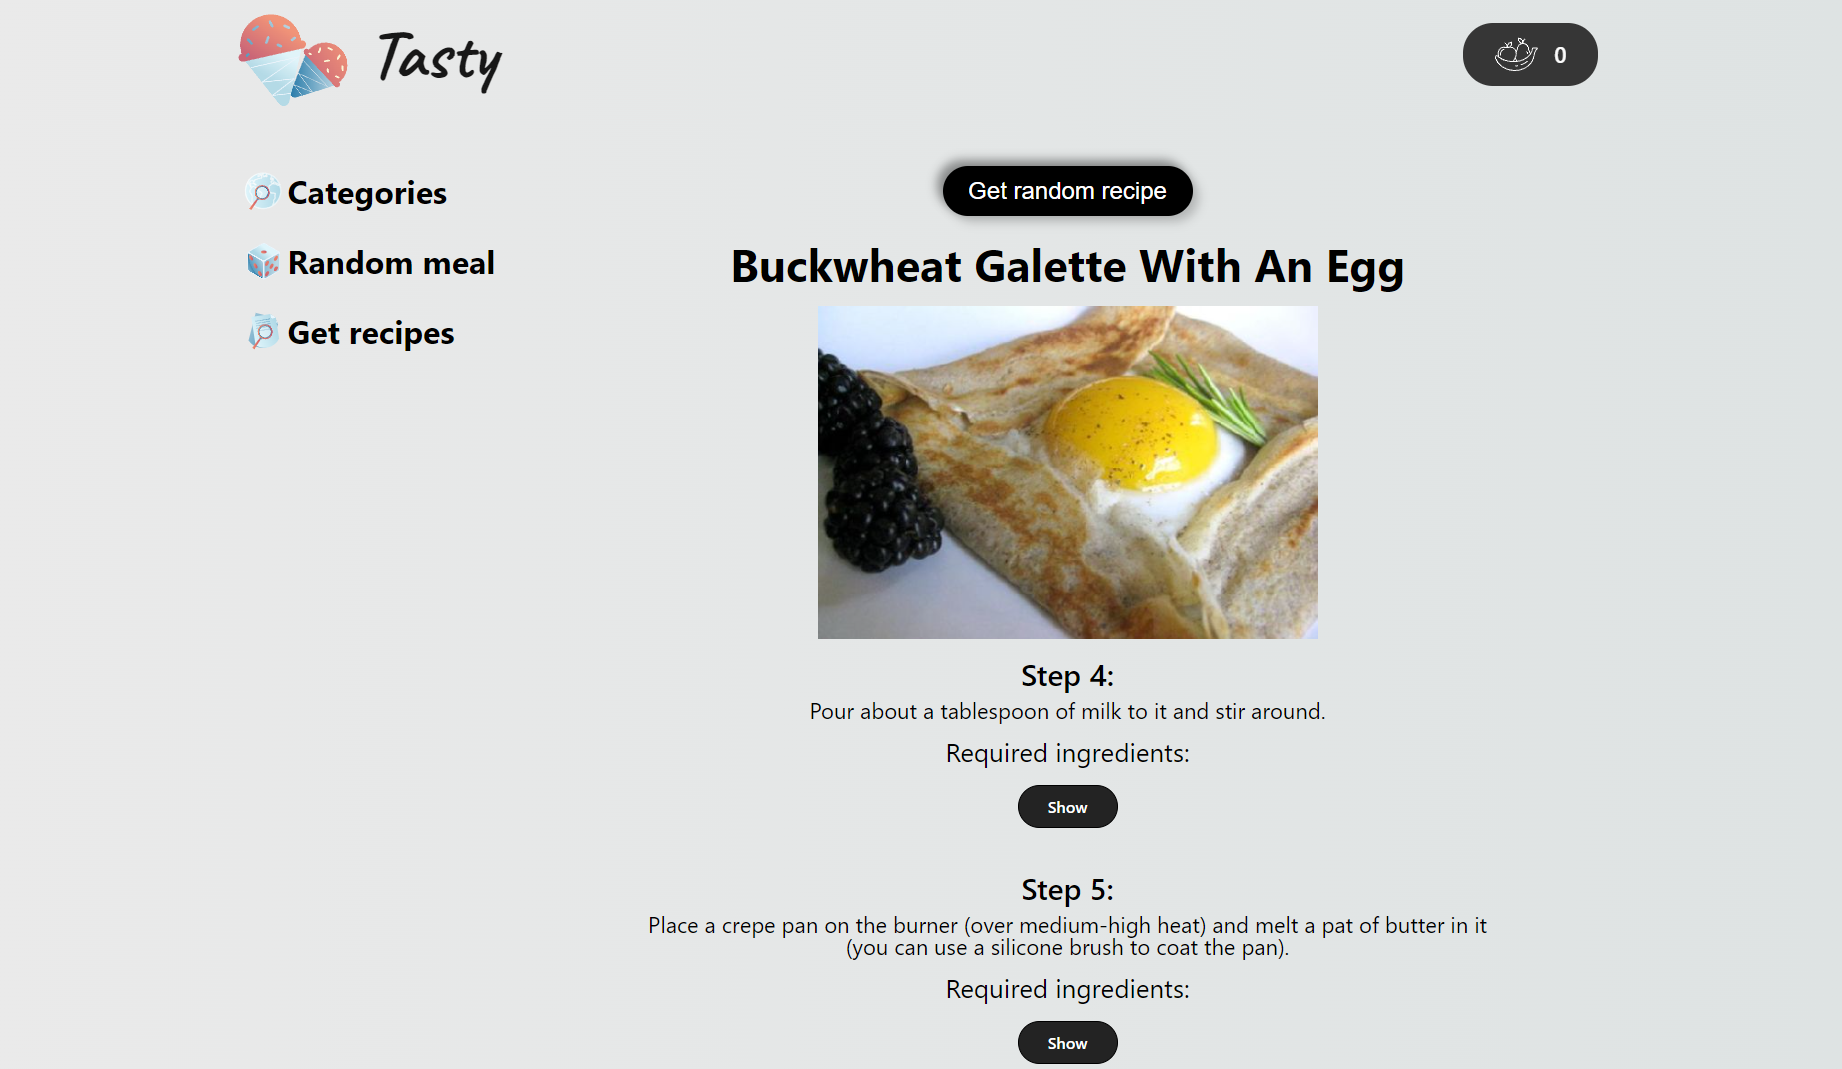 Tasty
0
Categories
Random meal
Get recipes
Get random recipe
Buckwheat Galette With An Egg
Step 4:
Pour about a tablespoon of milk to it and stir around.
Required ingredients:
Show
Step 5:
Place a crepe pan on the burner (over medium-high heat) and melt a pat of butter in it
(you can use a silicone brush to coat the pan).
Required ingredients:
Show